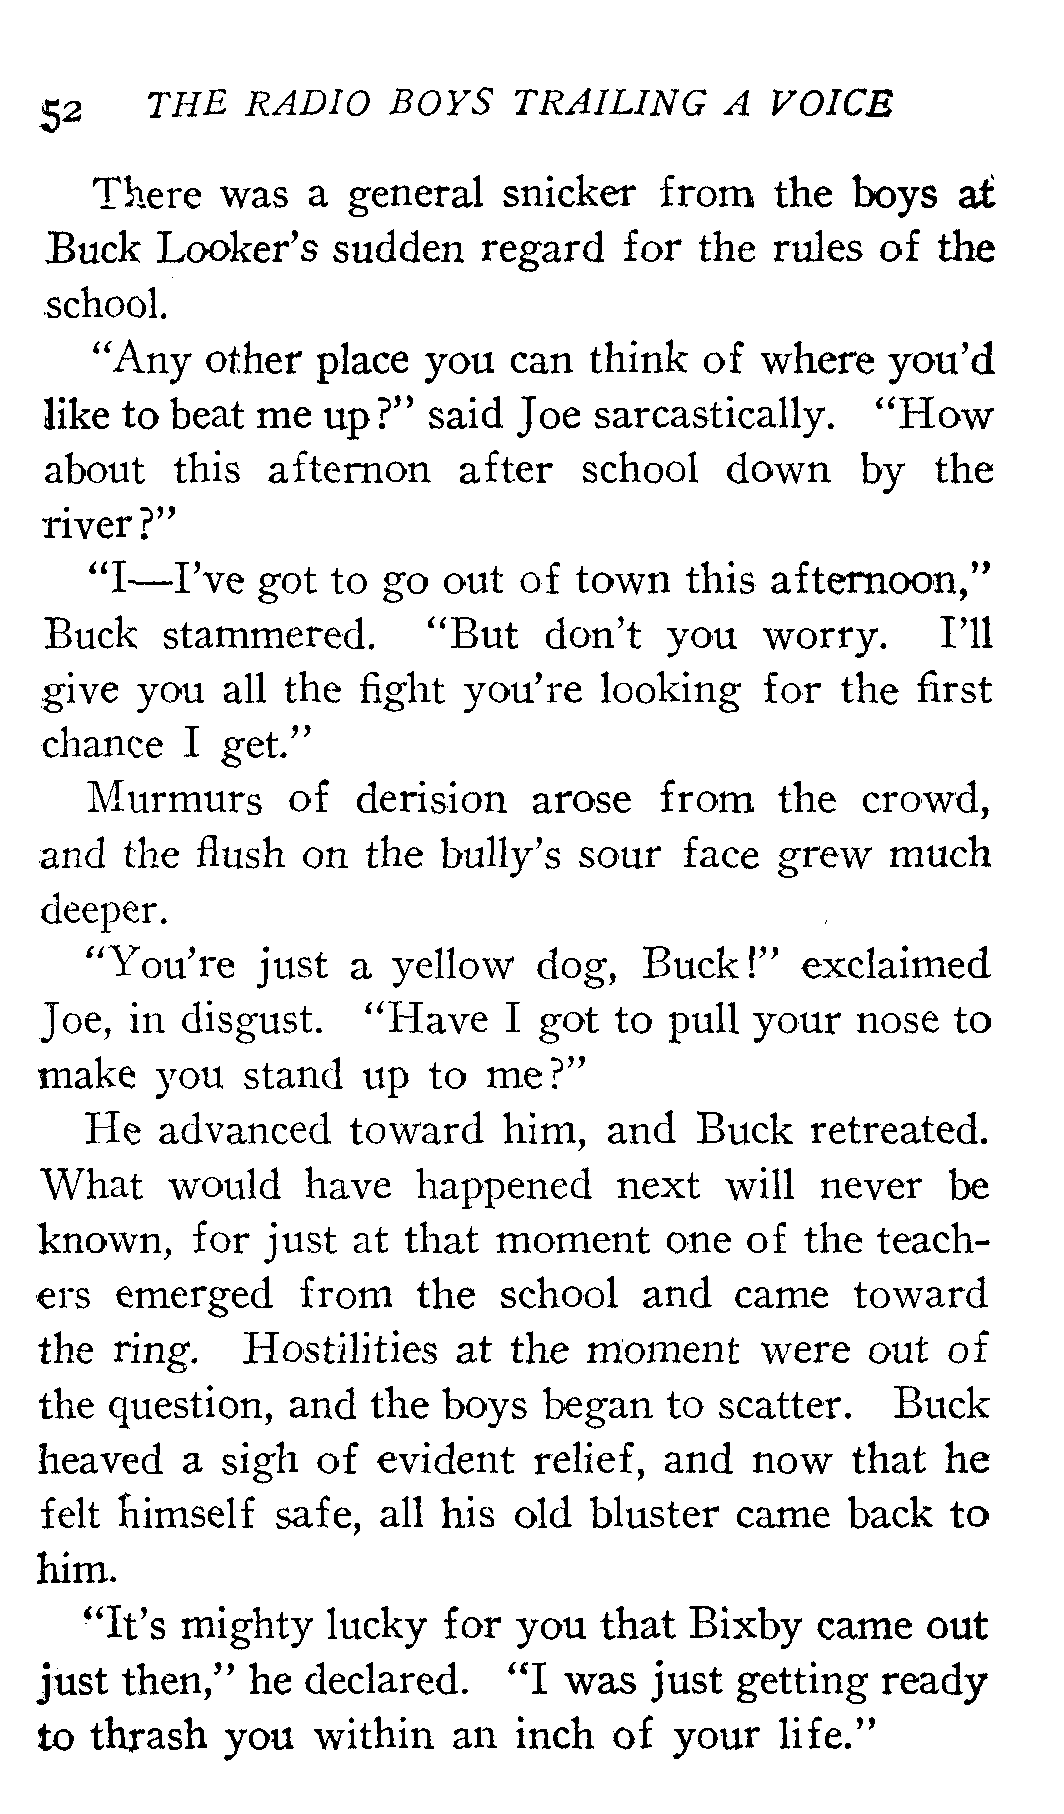 52 THE RADIO BOYS TRAILING A VOICE
There was a general snicker from the boys at
Buck Looker's sudden regard for the rules of the
school.
"Any other place you can think of where you'd
like to beat me up?" said Joe sarcastically. "How
about this afternon after school down by the
river?"
"I—I've got to go out of town this afternoon,"
Buck stammered. "But don't you worry. I'll
give you all the fight you're looking for the first
chance I get."
Murmurs of derision arose from the crowd,
and the flush on the bully's sour face grew much
deeper.
"You're just a yellow dog, Buck!" exclaimed
Joe, in disgust. "Have I got to pull your nose to
make you stand up to me?"
He advanced toward him, and Buck retreated.
What would have happened next will never be
known, for just at that moment one of the teach-
ers emerged from the school and came toward
the ring. Hostilities at the moment were out of
the question, and the boys began to scatter. Buck
heaved a sigh of evident relief, and now that he
felt himself safe, all his old bluster came back to
him.
"It's mighty lucky for you that Bixby came out
just then," he declared. "I was just getting ready
to thrash you within an inch of your life."